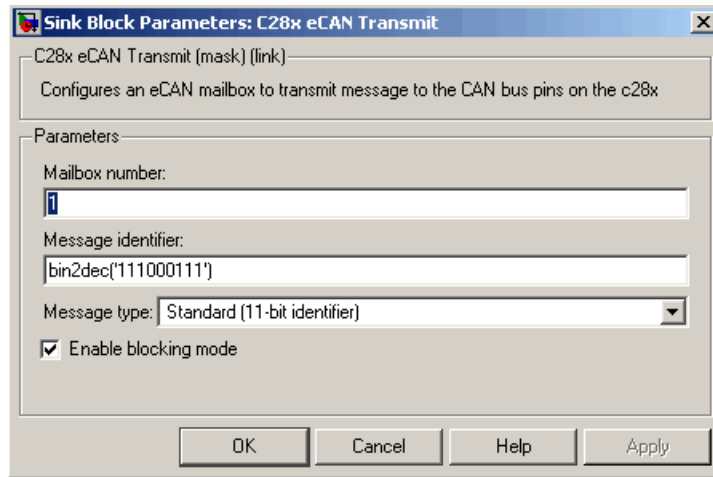 Sink Block Parameters: C28x eCAN Transmit
C28x eCAN Transmit (mask) (link)
Configures an eCAN mailbox to transmit message to the CAN bus pins on the c28x
Parameters
Mailbox number:
1
Message identifier:
bin2dec('111000111')
Message type: Standard (11-bit identifier)
Enable blocking mode
OK Cancel Help Apply